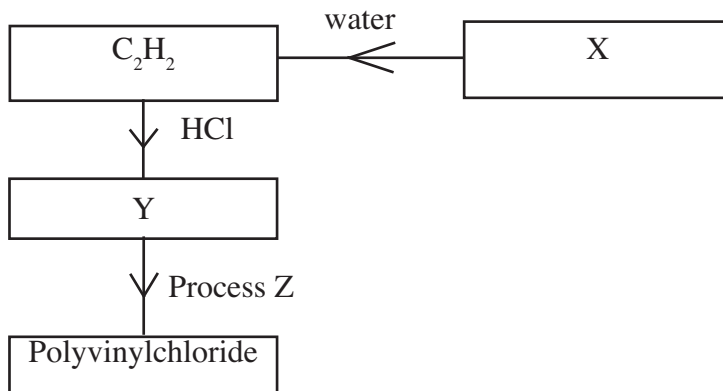 water
C₂H₂
X
HCl
Y
Process Z
Polyvinylchloride